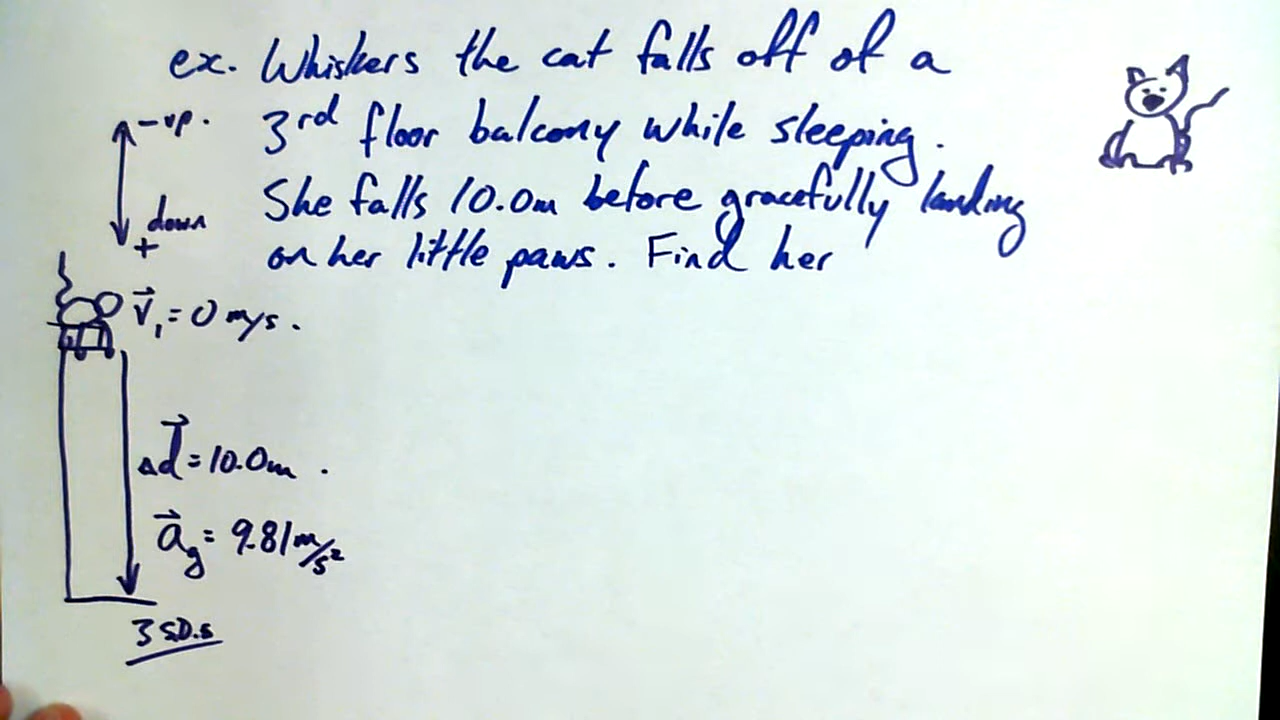 ex. Whiskers the cat falls off of a
3rd floor balcony while sleeping.
She falls 10.0m before gracefully landing
on her little paws. Find her
- up.
down
+
v⃗₁ = 0 m/s.
Δd⃗ = 10.0m.
a⃗g = 9.81 m/s²
3 S.D.s